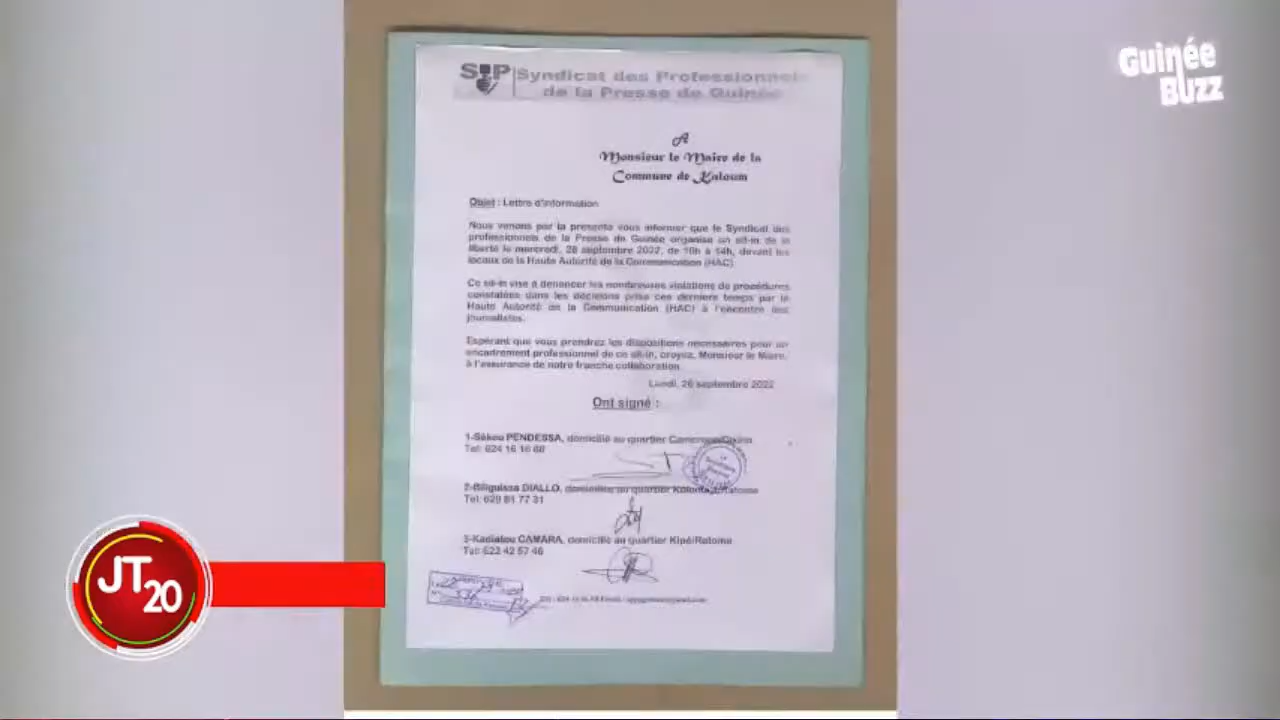 Guinée
BUZZ
SPP Syndicat des Professionnels
de la Presse de Guinée
A
Monsieur le Maire de la
Commune de Kaloum
Objet : Lettre d'information
Nous venons par la présente vous informer que le Syndicat des
professionnels de la Presse de Guinée organise un sit-in de la
liberté le mercredi, 28 septembre 2022, de 10h à 14h, devant les
locaux de la Haute Autorité de la Communication (HAC).
Ce sit-in vise à dénoncer les nombreuses violations de procédures
constatées dans les décisions prise ces derniers temps par la
Haute Autorité de la Communication (HAC) à l'encontre des
journalistes.
Espérant que vous prendrez les dispositions nécessaires pour un
encadrement professionnel de ce sit-in, croyez, Monsieur le Maire,
à l'assurance de notre franche collaboration.
Lundi, 26 septembre 2022
Ont signé :
1-Sékou PENDESSA, domicilié au quartier
Tel: 624 16 16
2-Biliguissa DIALLO, domiciliée au quartier
Tel: 629 81 77 31
3-Kadiatou CAMARA, domicilié au quartier Kipé/Ratoma
Tel: 622 42 57 46
JT
20